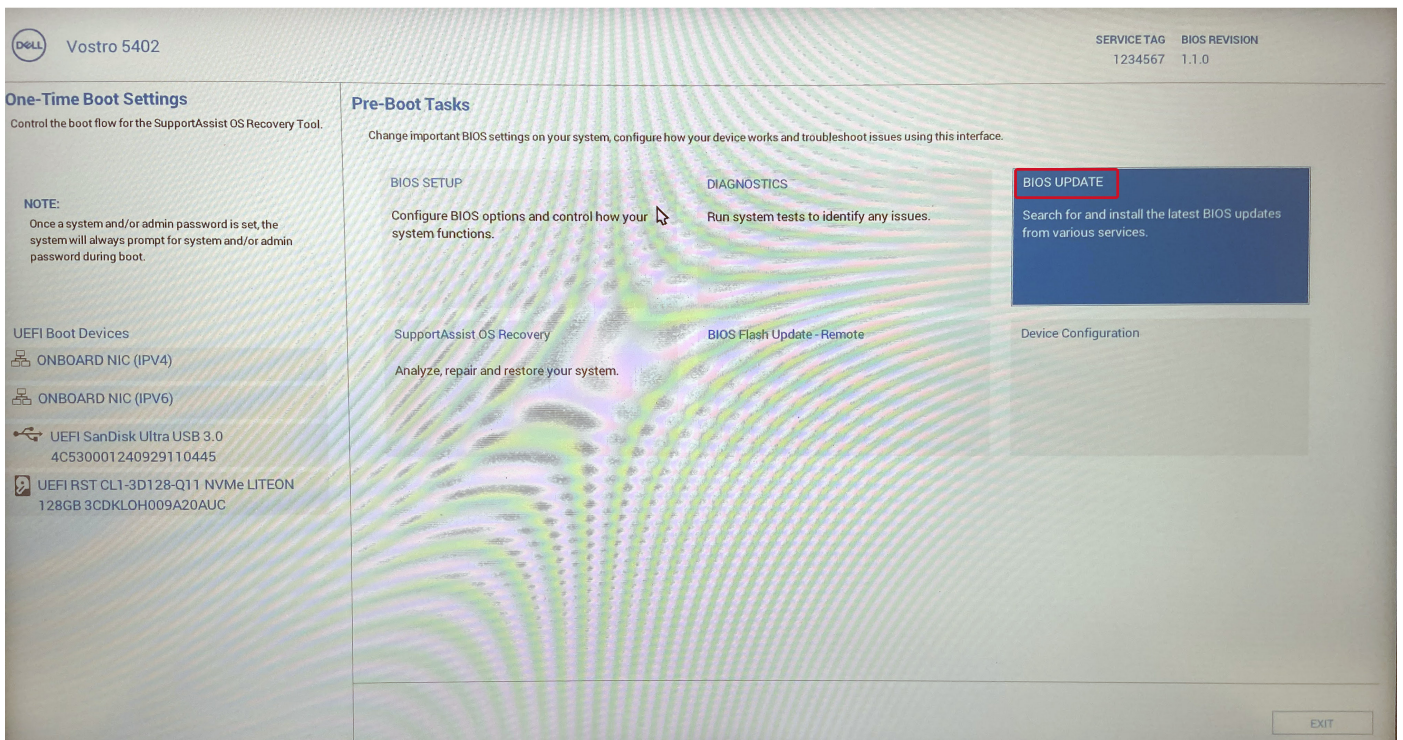 DELL
Vostro 5402
SERVICE TAG BIOS REVISION
1234567 1.1.0
One-Time Boot Settings
Control the boot flow for the SupportAssist OS Recovery Tool.
NOTE:
Once a system and/or admin password is set, the
system will always prompt for system and/or admin
password during boot.
UEFI Boot Devices
ONBOARD NIC (IPV4)
ONBOARD NIC (IPV6)
UEFI SanDisk Ultra USB 3.0
4C530001240929110445
UEFI RST CL1-3D128-Q11 NVMe LITEON
128GB 3CDKLOH009A20AUC
Pre-Boot Tasks
Change important BIOS settings on your system, configure how your device works and troubleshoot issues using this interface.
BIOS SETUP
Configure BIOS options and control how your
system functions.
DIAGNOSTICS
Run system tests to identify any issues.
BIOS UPDATE
Search for and install the latest BIOS updates
from various services.
SupportAssist OS Recovery
Analyze, repair and restore your system.
BIOS Flash Update - Remote
Device Configuration
EXIT